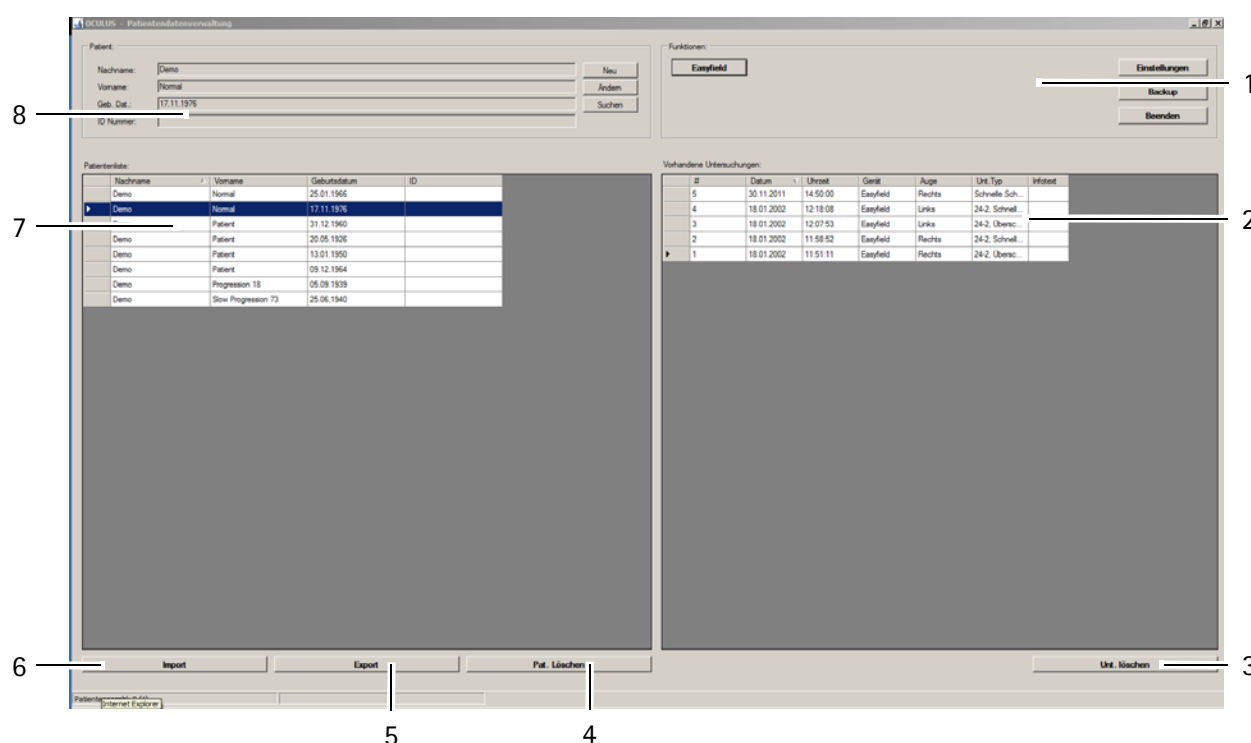 OCULUS - Patientendatenverwaltung
Patient:
Nachname: Demo Neu
Vorname: Normal Ändern
Geb. Dat.: 17.11.1976 Suchen
ID Nummer:
Funktionen:
Easyfield Einstellungen
Backup
Beenden
1
8
Patientenliste:
Nachname Vorname Geburtsdatum ID
Demo Normal 25.01.1966
Demo Normal 17.11.1976
Patient 31.12.1960
Demo Patient 20.05.1926
Demo Patient 13.01.1950
Demo Patient 09.12.1964
Demo Progression 18 05.09.1939
Demo Slow Progression 73 25.06.1940
7
Vorhandene Untersuchungen:
# Datum Uhrzeit Gerät Auge Unt.Typ Infotext
5 30.11.2011 14:50:00 Easyfield Rechts Schnelle Sch...
4 18.01.2002 12:18:08 Easyfield Links 24-2, Schnell...
3 18.01.2002 12:07:53 Easyfield Links 24-2, Übersc...
2 18.01.2002 11:58:52 Easyfield Rechts 24-2, Schnell...
1 18.01.2002 11:51:11 Easyfield Rechts 24-2, Übersc...
2
6 Import Export Pat. Löschen Unt. löschen 3
Internet Explorer
5 4